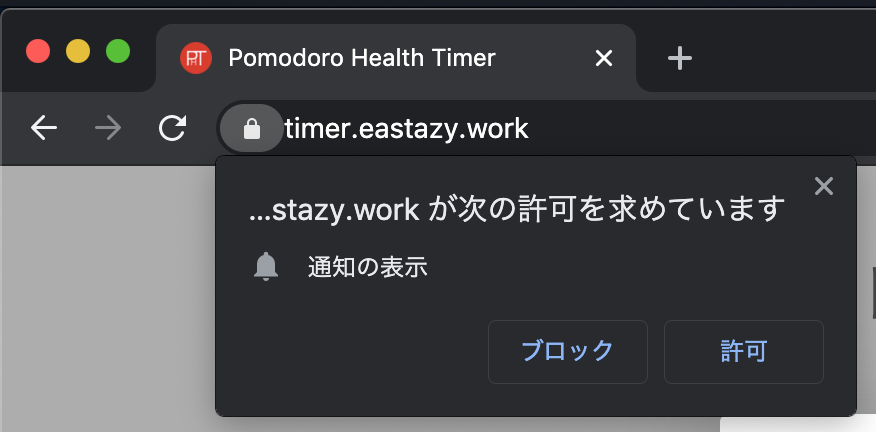 PT
Pomodoro Health Timer
timer.eastazy.work
...stazy.work が次の許可を求めています
通知の表示
ブロック
許可